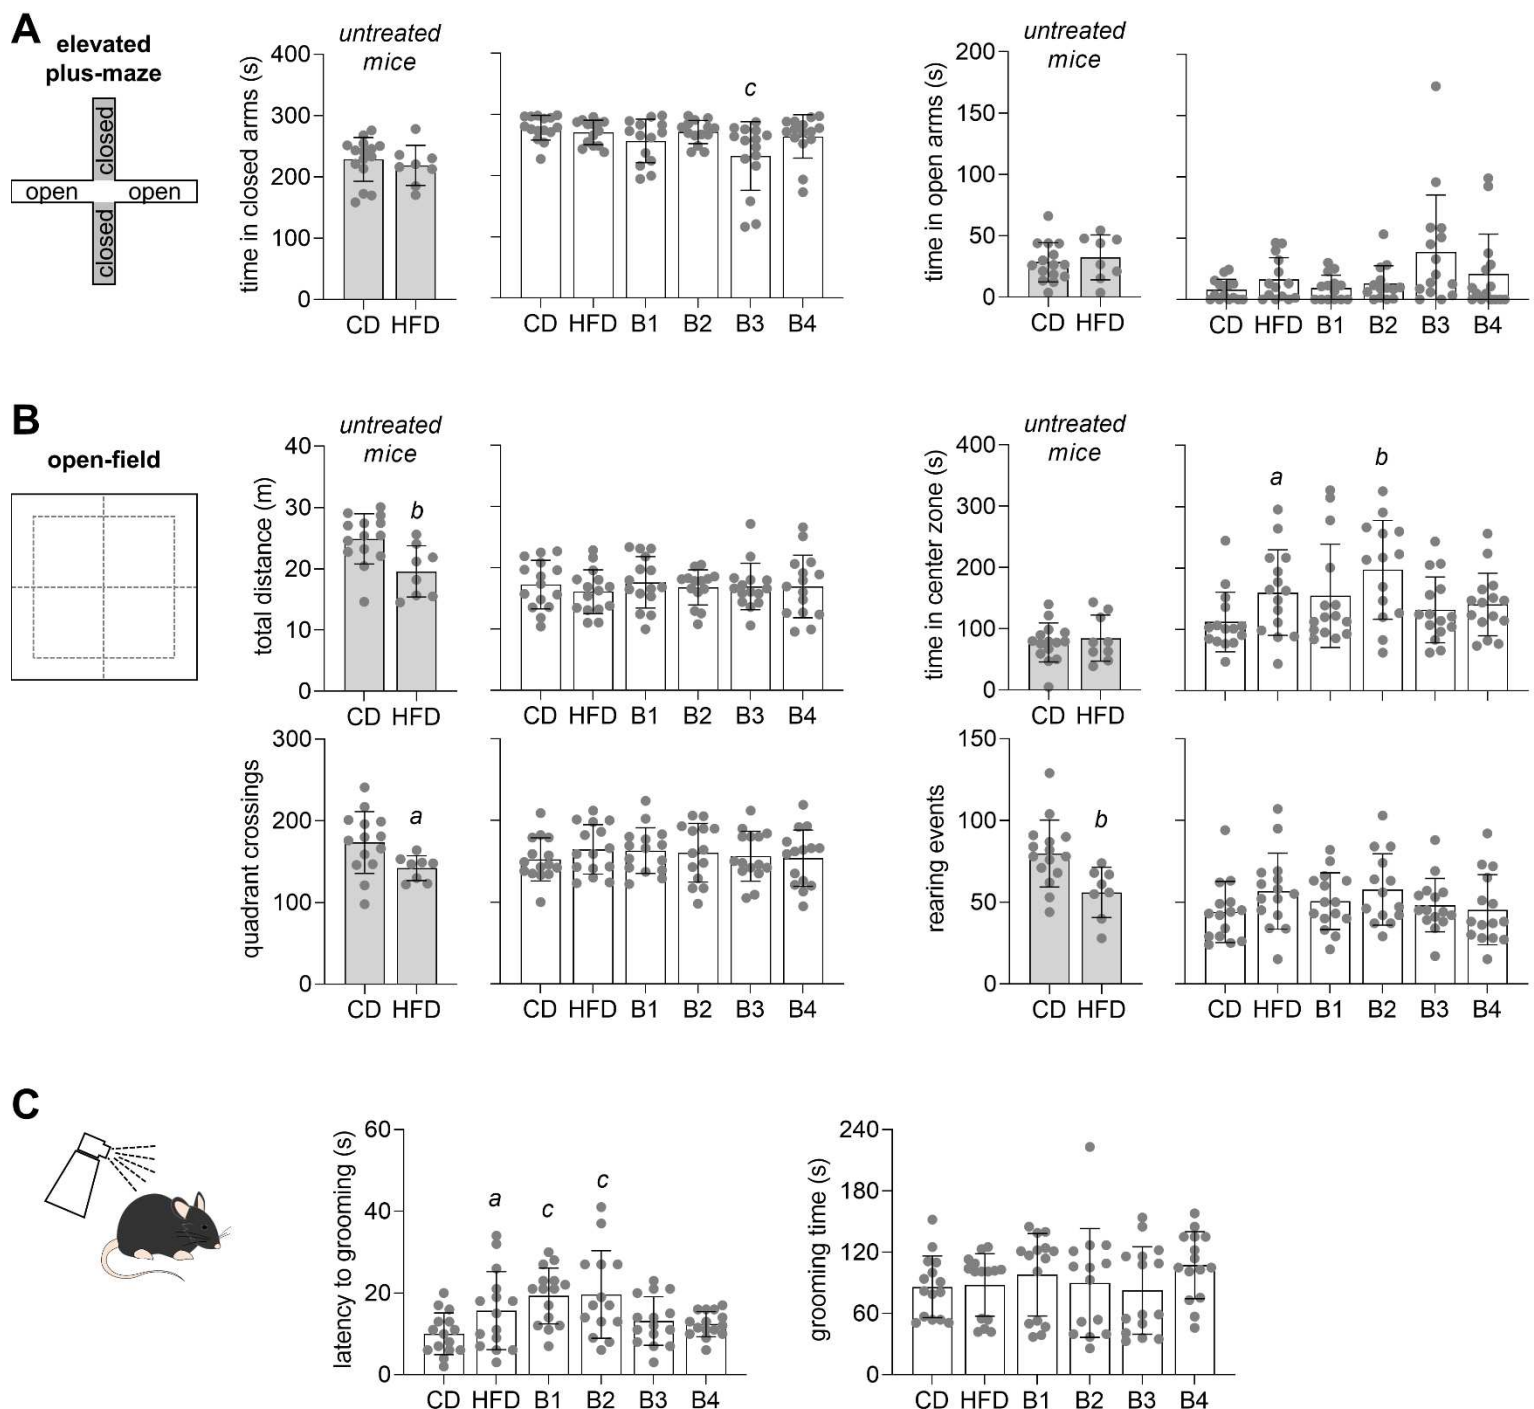 A
elevated
plus-maze
closed
open
open
closed
time in closed arms (s)
400
300
200
100
0
untreated
mice
CD HFD
c
CD HFD B1 B2 B3 B4
time in open arms (s)
200
150
100
50
0
untreated
mice
CD HFD
CD HFD B1 B2 B3 B4
B
open-field
total distance (m)
40
30
20
10
0
untreated
mice
b
CD HFD
CD HFD B1 B2 B3 B4
time in center zone (s)
400
300
200
100
0
untreated
mice
CD HFD
a
b
CD HFD B1 B2 B3 B4
quadrant crossings
300
200
100
0
a
CD HFD
CD HFD B1 B2 B3 B4
rearing events
150
100
50
0
b
CD HFD
CD HFD B1 B2 B3 B4
C
latency to grooming (s)
60
40
20
0
a
c
c
CD HFD B1 B2 B3 B4
grooming time (s)
240
180
120
60
0
CD HFD B1 B2 B3 B4